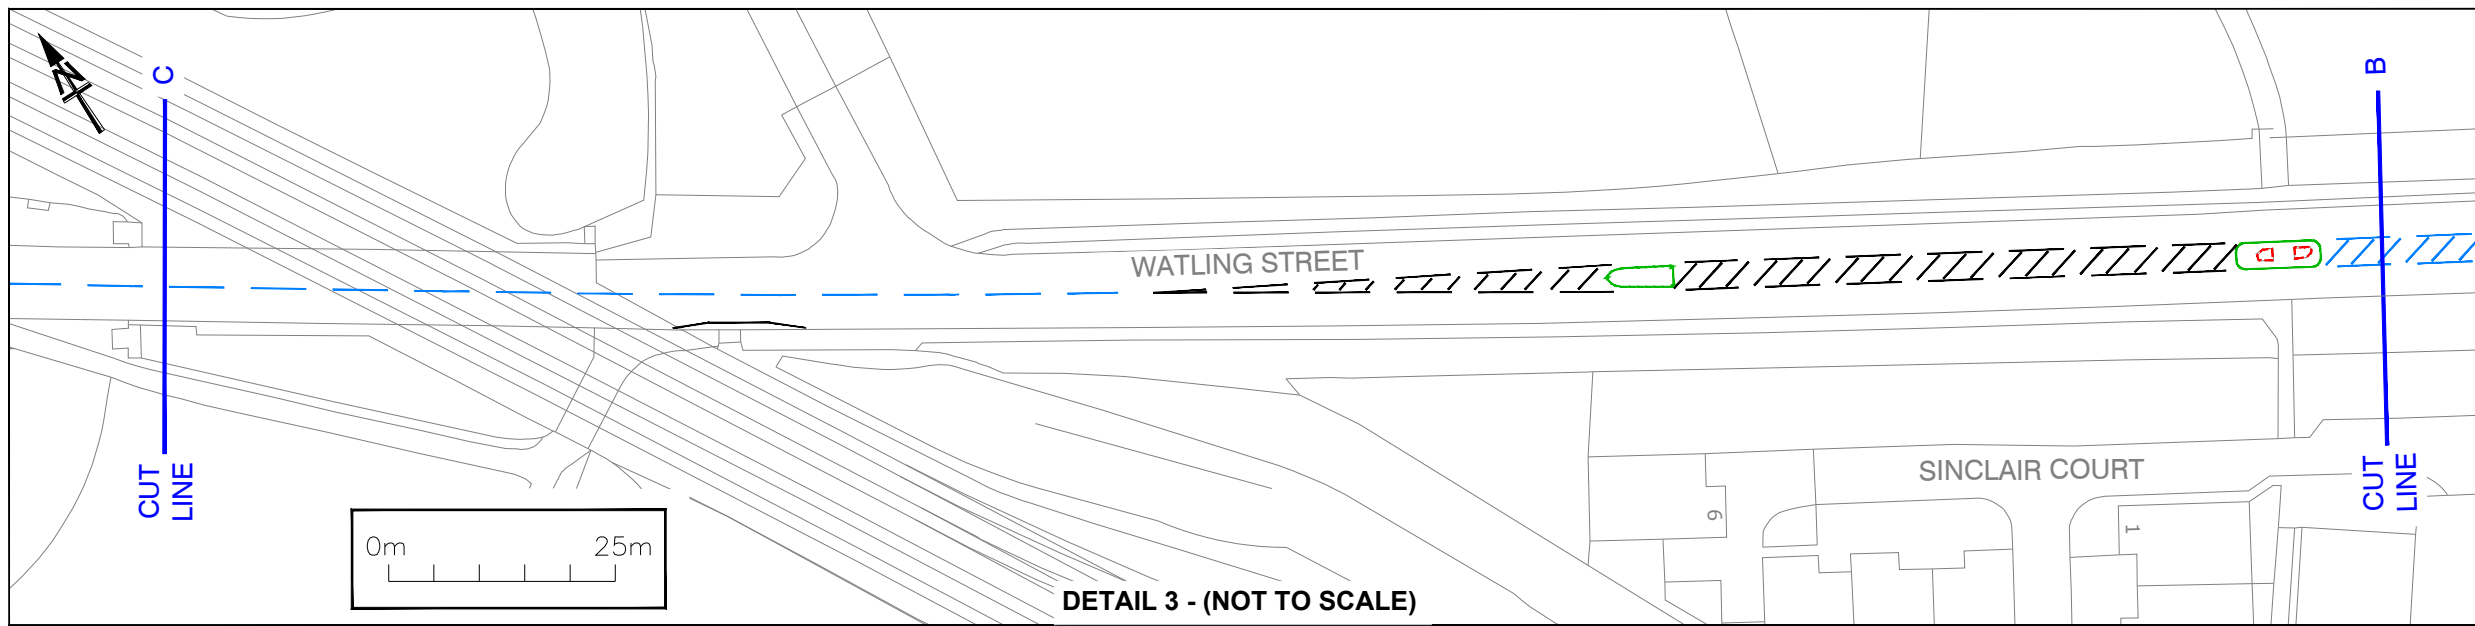 N
C
B
WATLING STREET
CUT
LINE
CUT
LINE
SINCLAIR COURT
6
1
0m 25m
DETAIL 3 - (NOT TO SCALE)